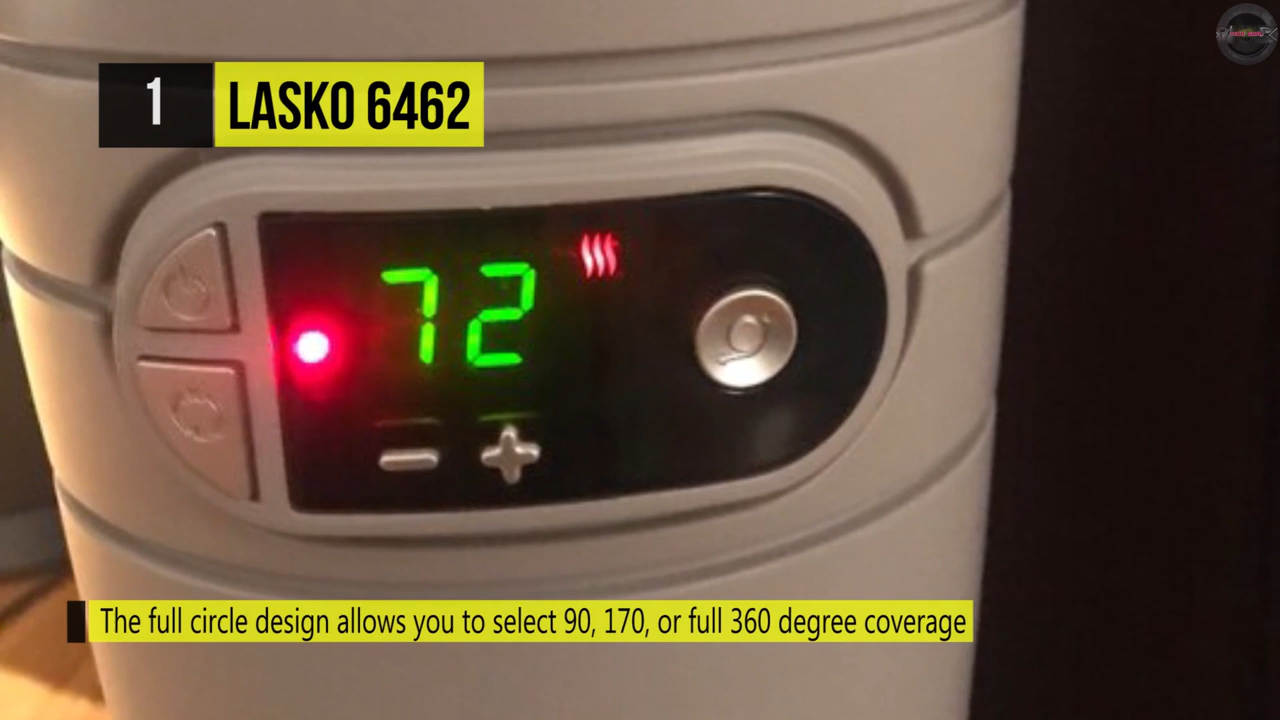 1
LASKO 6462
72
The full circle design allows you to select 90, 170, or full 360 degree coverage